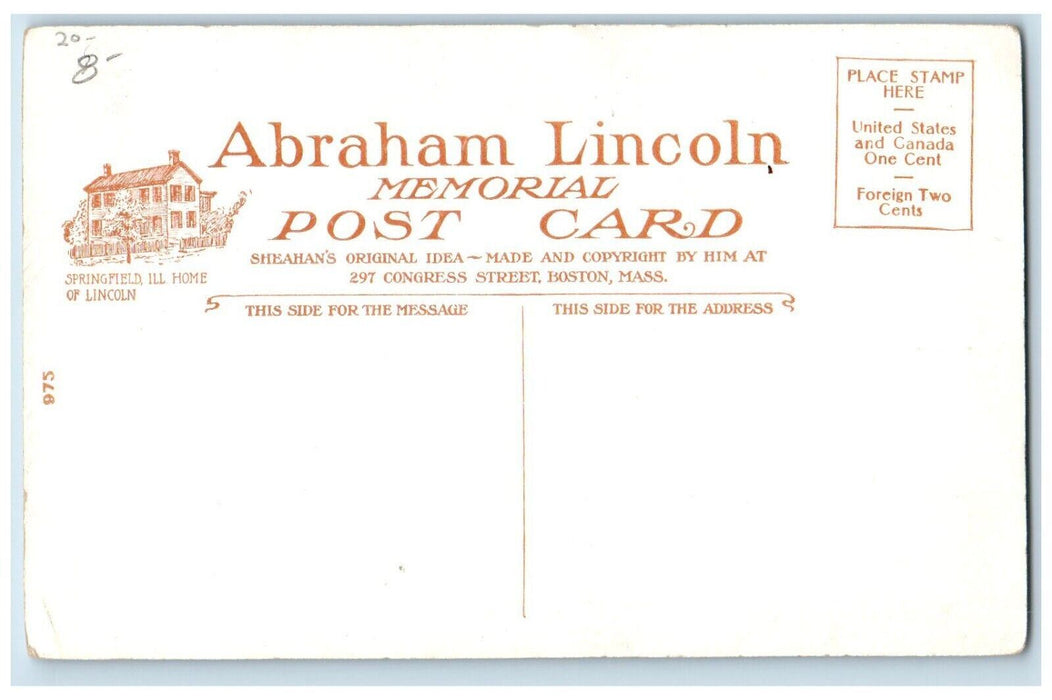 20-
8-
PLACE STAMP
HERE
United States
and Canada
One Cent
Foreign Two
Cents
Abraham Lincoln
MEMORIAL
POST CARD
SHEAHAN'S ORIGINAL IDEA ~ MADE AND COPYRIGHT BY HIM AT
297 CONGRESS STREET, BOSTON, MASS.
SPRINGFIELD, ILL HOME
OF LINCOLN
THIS SIDE FOR THE MESSAGE
THIS SIDE FOR THE ADDRESS
975